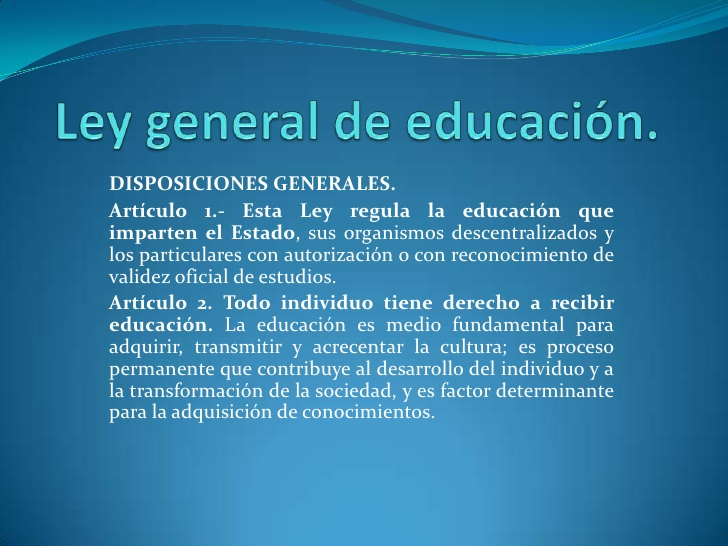 Ley general de educación.
DISPOSICIONES GENERALES.
Artículo 1.- Esta Ley regula la educación que
imparten el Estado, sus organismos descentralizados y
los particulares con autorización o con reconocimiento de
validez oficial de estudios.
Artículo 2. Todo individuo tiene derecho a recibir
educación. La educación es medio fundamental para
adquirir, transmitir y acrecentar la cultura; es proceso
permanente que contribuye al desarrollo del individuo y a
la transformación de la sociedad, y es factor determinante
para la adquisición de conocimientos.